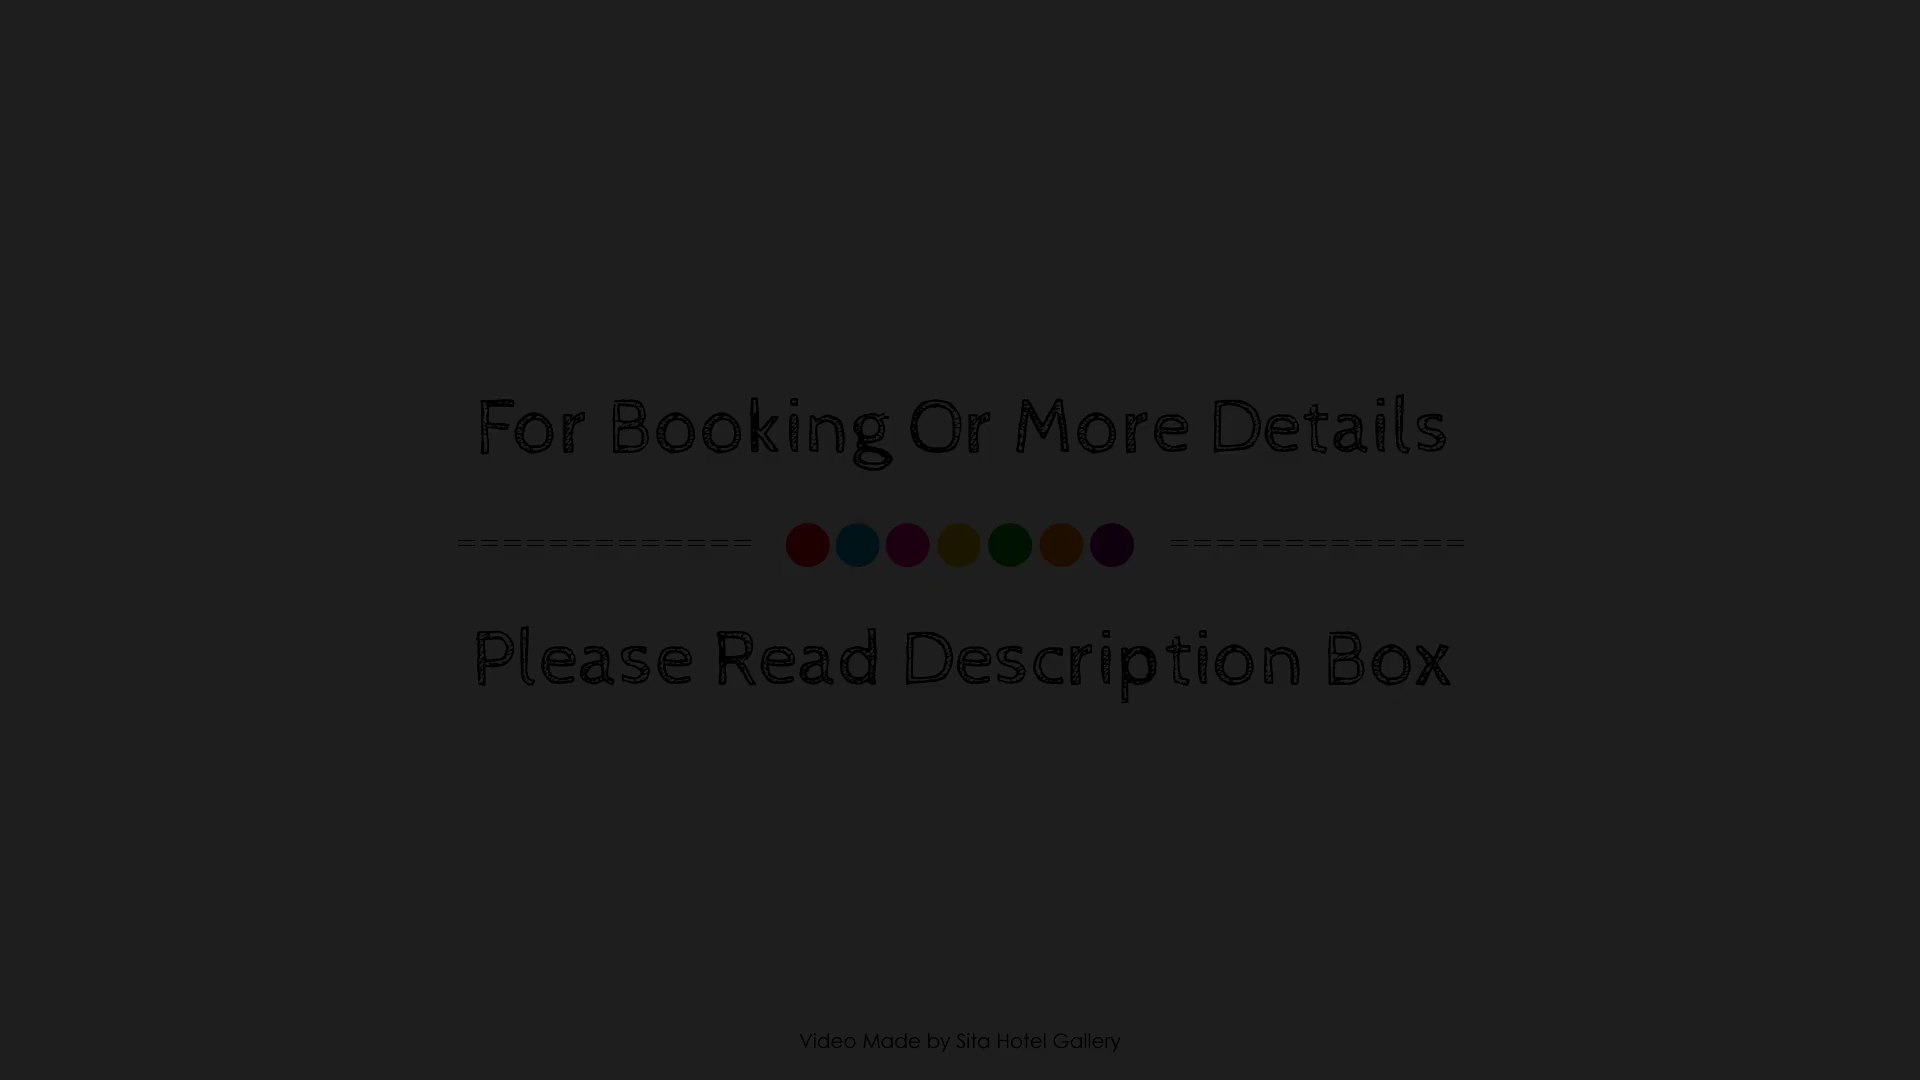 For Booking Or More Details
============= =============
Please Read Description Box
Video Made by Sita Hotel Gallery